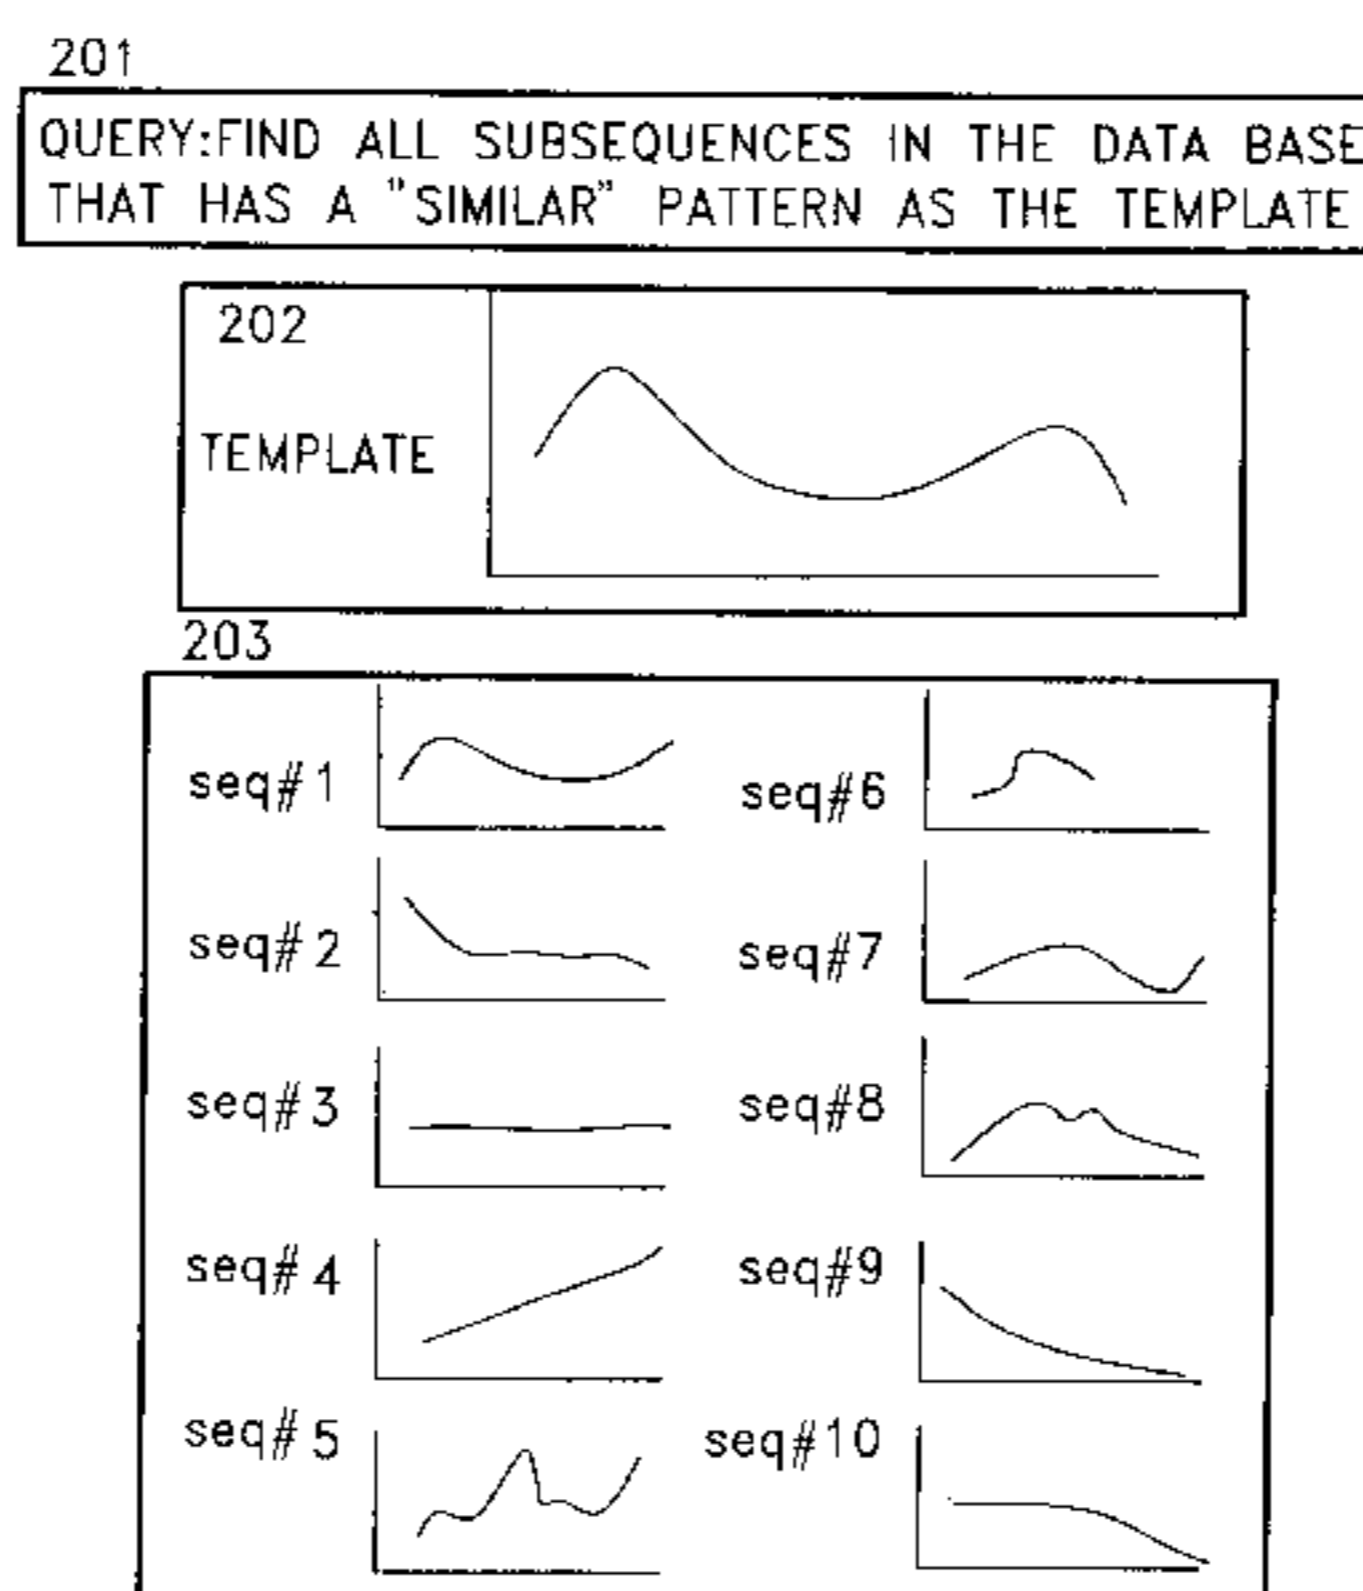 201
QUERY:FIND ALL SUBSEQUENCES IN THE DATA BASE
THAT HAS A "SIMILAR" PATTERN AS THE TEMPLATE
202
TEMPLATE
203
seq#1
seq#2
seq#3
seq#4
seq#5
seq#6
seq#7
seq#8
seq#9
seq#10